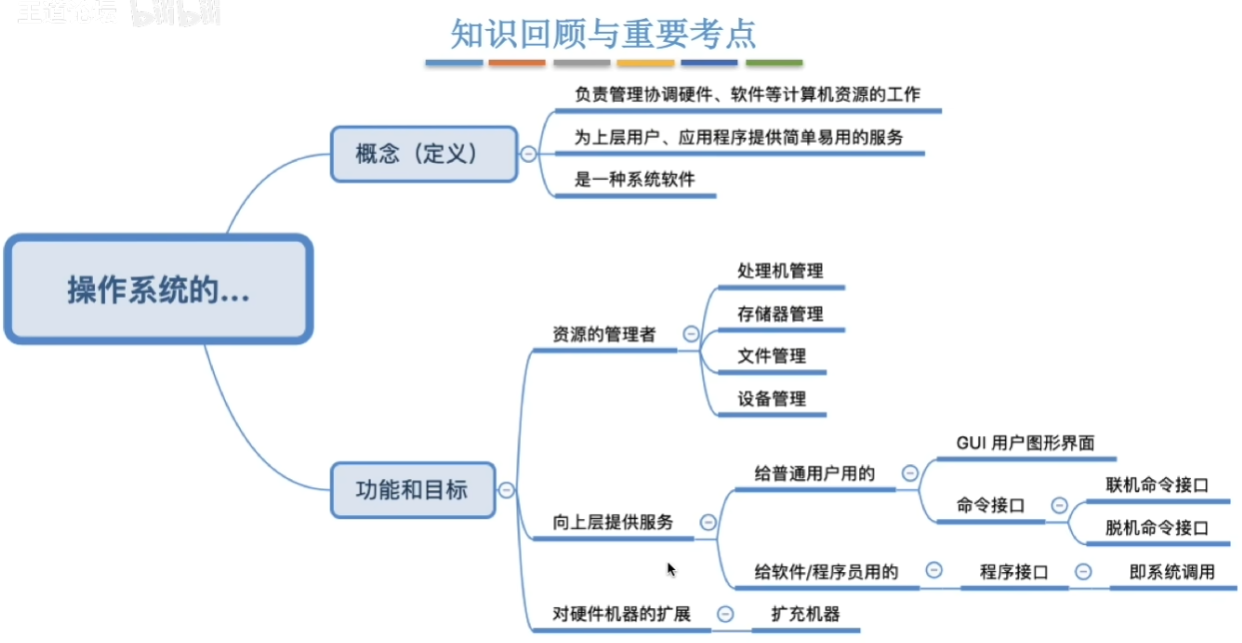 王道论坛 bilibili
知识回顾与重要考点
负责管理协调硬件、软件等计算机资源的工作
为上层用户、应用程序提供简单易用的服务
概念（定义）
是一种系统软件
操作系统的...
处理机管理
存储器管理
资源的管理者
文件管理
设备管理
GUI 用户图形界面
给普通用户用的
联机命令接口
功能和目标
命令接口
向上层提供服务
脱机命令接口
给软件/程序员用的
程序接口
即系统调用
对硬件机器的扩展
扩充机器